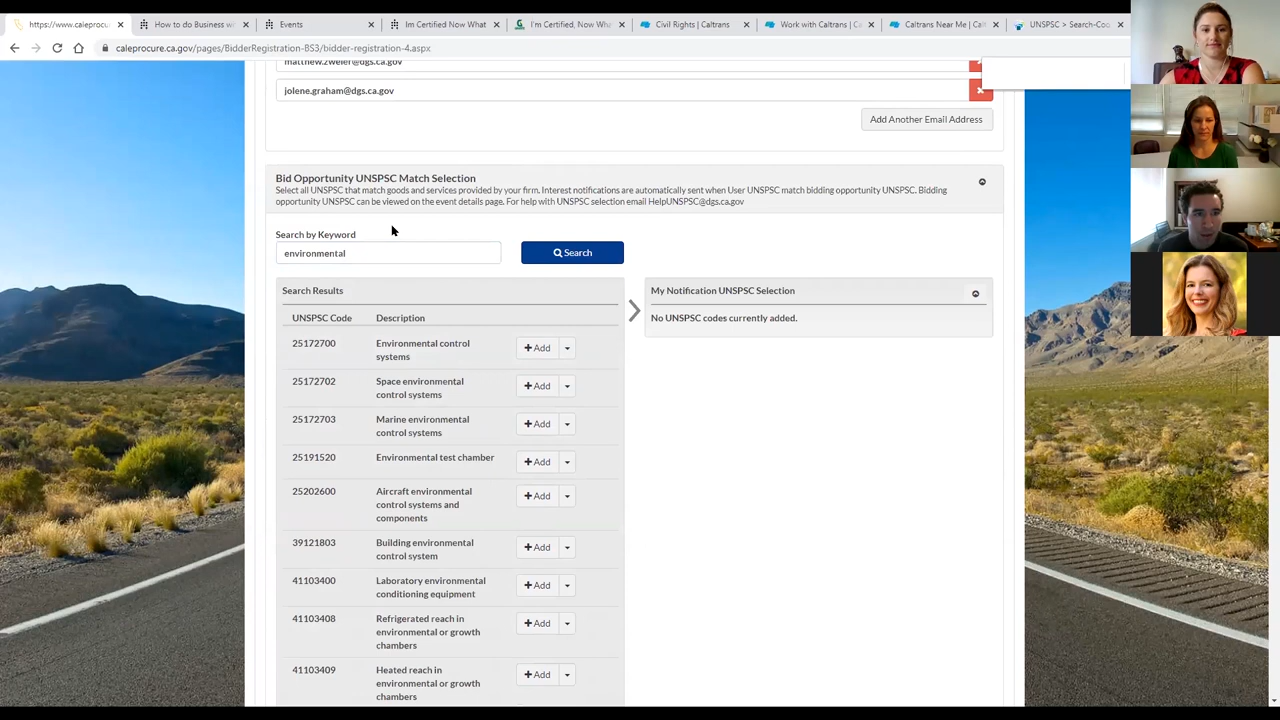 https://www.caleprocure.ca.gov
How to do Business wi
Events
Im Certified Now What
I'm Certified, Now Wha
Civil Rights | Caltrans
Work with Caltrans | Ca
Caltrans Near Me | Cal
UNSPSC > Search-Coo
caleprocure.ca.gov/pages/BidderRegistration-BS3/bidder-registration-4.aspx
matthew.zweier@dgs.ca.gov
jolene.graham@dgs.ca.gov
Add Another Email Address
Bid Opportunity UNSPSC Match Selection
Select all UNSPSC that match goods and services provided by your firm. Interest notifications are automatically sent when User UNSPSC match bidding opportunity UNSPSC. Bidding
opportunity UNSPSC can be viewed on the event details page. For help with UNSPSC selection email HelpUNSPSC@dgs.ca.gov
Search by Keyword
environmental
Search
Search Results
My Notification UNSPSC Selection
UNSPSC Code Description
No UNSPSC codes currently added.
25172700 Environmental control + Add
systems
25172702 Space environmental + Add
control systems
25172703 Marine environmental + Add
control systems
25191520 Environmental test chamber + Add
25202600 Aircraft environmental + Add
control systems and
components
39121803 Building environmental + Add
control system
41103400 Laboratory environmental + Add
conditioning equipment
41103408 Refrigerated reach in + Add
environmental or growth
chambers
41103409 Heated reach in + Add
environmental or growth
chambers